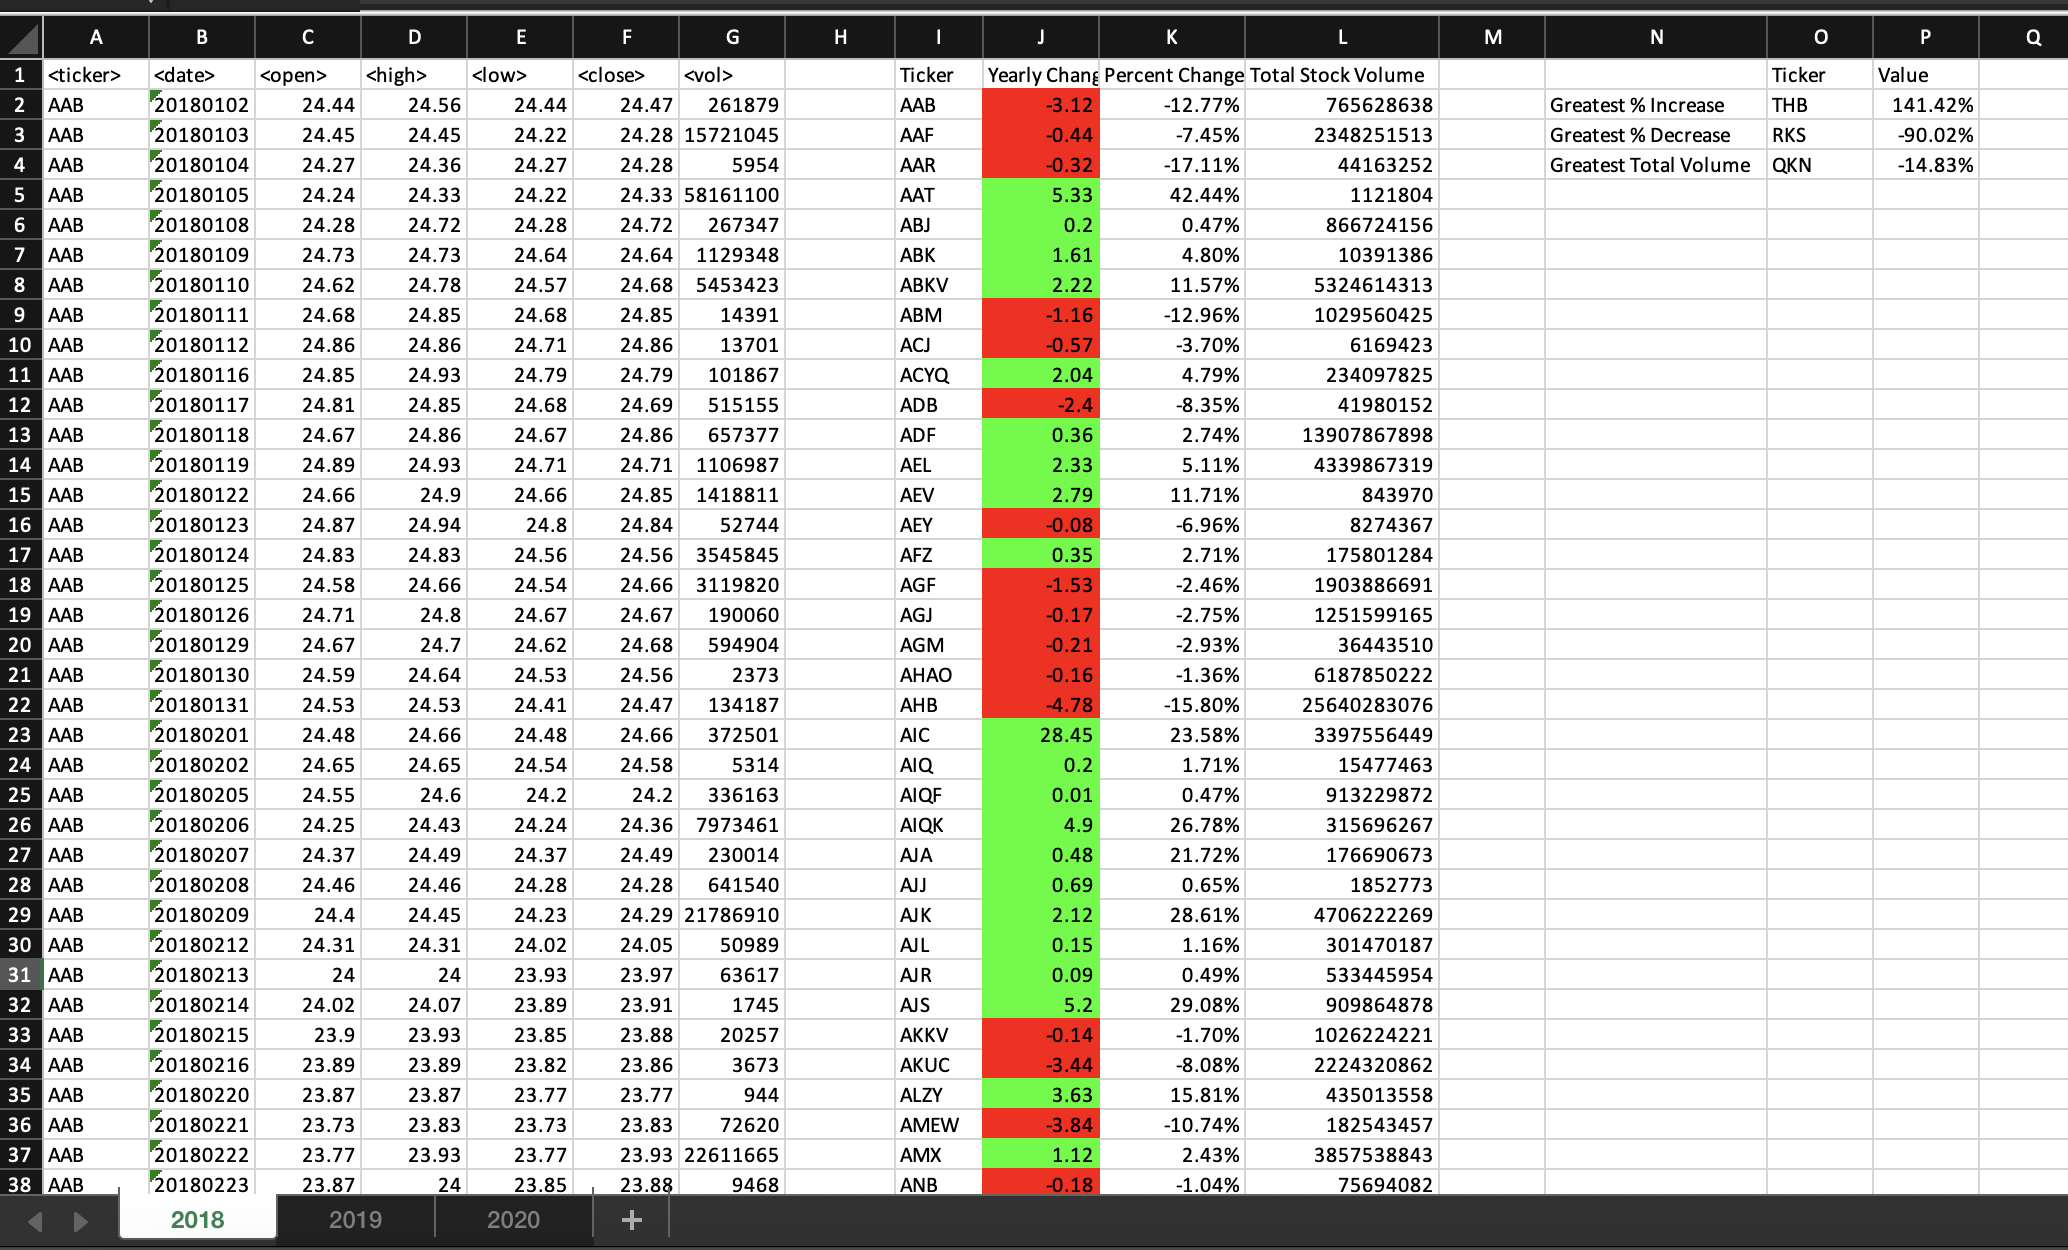 A B C D E F G H I J K L M N O P Q
1 <ticker> <date> <open> <high> <low> <close> <vol> Ticker Yearly Chang Percent Change Total Stock Volume Ticker Value
2 AAB 20180102 24.44 24.56 24.44 24.47 261879 AAB -3.12 -12.77% 765628638 Greatest % Increase THB 141.42%
3 AAB 20180103 24.45 24.45 24.22 24.28 15721045 AAF -0.44 -7.45% 2348251513 Greatest % Decrease RKS -90.02%
4 AAB 20180104 24.27 24.36 24.27 24.28 5954 AAR -0.32 -17.11% 44163252 Greatest Total Volume QKN -14.83%
5 AAB 20180105 24.24 24.33 24.22 24.33 58161100 AAT 5.33 42.44% 1121804
6 AAB 20180108 24.28 24.72 24.28 24.72 267347 ABJ 0.2 0.47% 866724156
7 AAB 20180109 24.73 24.73 24.64 24.64 1129348 ABK 1.61 4.80% 10391386
8 AAB 20180110 24.62 24.78 24.57 24.68 5453423 ABKV 2.22 11.57% 5324614313
9 AAB 20180111 24.68 24.85 24.68 24.85 14391 ABM -1.16 -12.96% 1029560425
10 AAB 20180112 24.86 24.86 24.71 24.86 13701 ACJ -0.57 -3.70% 6169423
11 AAB 20180116 24.85 24.93 24.79 24.79 101867 ACYQ 2.04 4.79% 234097825
12 AAB 20180117 24.81 24.85 24.68 24.69 515155 ADB -2.4 -8.35% 41980152
13 AAB 20180118 24.67 24.86 24.67 24.86 657377 ADF 0.36 2.74% 13907867898
14 AAB 20180119 24.89 24.93 24.71 24.71 1106987 AEL 2.33 5.11% 4339867319
15 AAB 20180122 24.66 24.9 24.66 24.85 1418811 AEV 2.79 11.71% 843970
16 AAB 20180123 24.87 24.94 24.8 24.84 52744 AEY -0.08 -6.96% 8274367
17 AAB 20180124 24.83 24.83 24.56 24.56 3545845 AFZ 0.35 2.71% 175801284
18 AAB 20180125 24.58 24.66 24.54 24.66 3119820 AGF -1.53 -2.46% 1903886691
19 AAB 20180126 24.71 24.8 24.67 24.67 190060 AGJ -0.17 -2.75% 1251599165
20 AAB 20180129 24.67 24.7 24.62 24.68 594904 AGM -0.21 -2.93% 36443510
21 AAB 20180130 24.59 24.64 24.53 24.56 2373 AHAO -0.16 -1.36% 6187850222
22 AAB 20180131 24.53 24.53 24.41 24.47 134187 AHB -4.78 -15.80% 25640283076
23 AAB 20180201 24.48 24.66 24.48 24.66 372501 AIC 28.45 23.58% 3397556449
24 AAB 20180202 24.65 24.65 24.54 24.58 5314 AIQ 0.2 1.71% 15477463
25 AAB 20180205 24.55 24.6 24.2 24.2 336163 AIQF 0.01 0.47% 913229872
26 AAB 20180206 24.25 24.43 24.24 24.36 7973461 AIQK 4.9 26.78% 315696267
27 AAB 20180207 24.37 24.49 24.37 24.49 230014 AJA 0.48 21.72% 176690673
28 AAB 20180208 24.46 24.46 24.28 24.28 641540 AJJ 0.69 0.65% 1852773
29 AAB 20180209 24.4 24.45 24.23 24.29 21786910 AJK 2.12 28.61% 4706222269
30 AAB 20180212 24.31 24.31 24.02 24.05 50989 AJL 0.15 1.16% 301470187
31 AAB 20180213 24 24 23.93 23.97 63617 AJR 0.09 0.49% 533445954
32 AAB 20180214 24.02 24.07 23.89 23.91 1745 AJS 5.2 29.08% 909864878
33 AAB 20180215 23.9 23.93 23.85 23.88 20257 AKKV -0.14 -1.70% 1026224221
34 AAB 20180216 23.89 23.89 23.82 23.86 3673 AKUC -3.44 -8.08% 2224320862
35 AAB 20180220 23.87 23.87 23.77 23.77 944 ALZY 3.63 15.81% 435013558
36 AAB 20180221 23.73 23.83 23.73 23.83 72620 AMEW -3.84 -10.74% 182543457
37 AAB 20180222 23.77 23.93 23.77 23.93 22611665 AMX 1.12 2.43% 3857538843
38 AAB 20180223 23.87 24 23.85 23.88 9468 ANB -0.18 -1.04% 75694082
2018 2019 2020 +